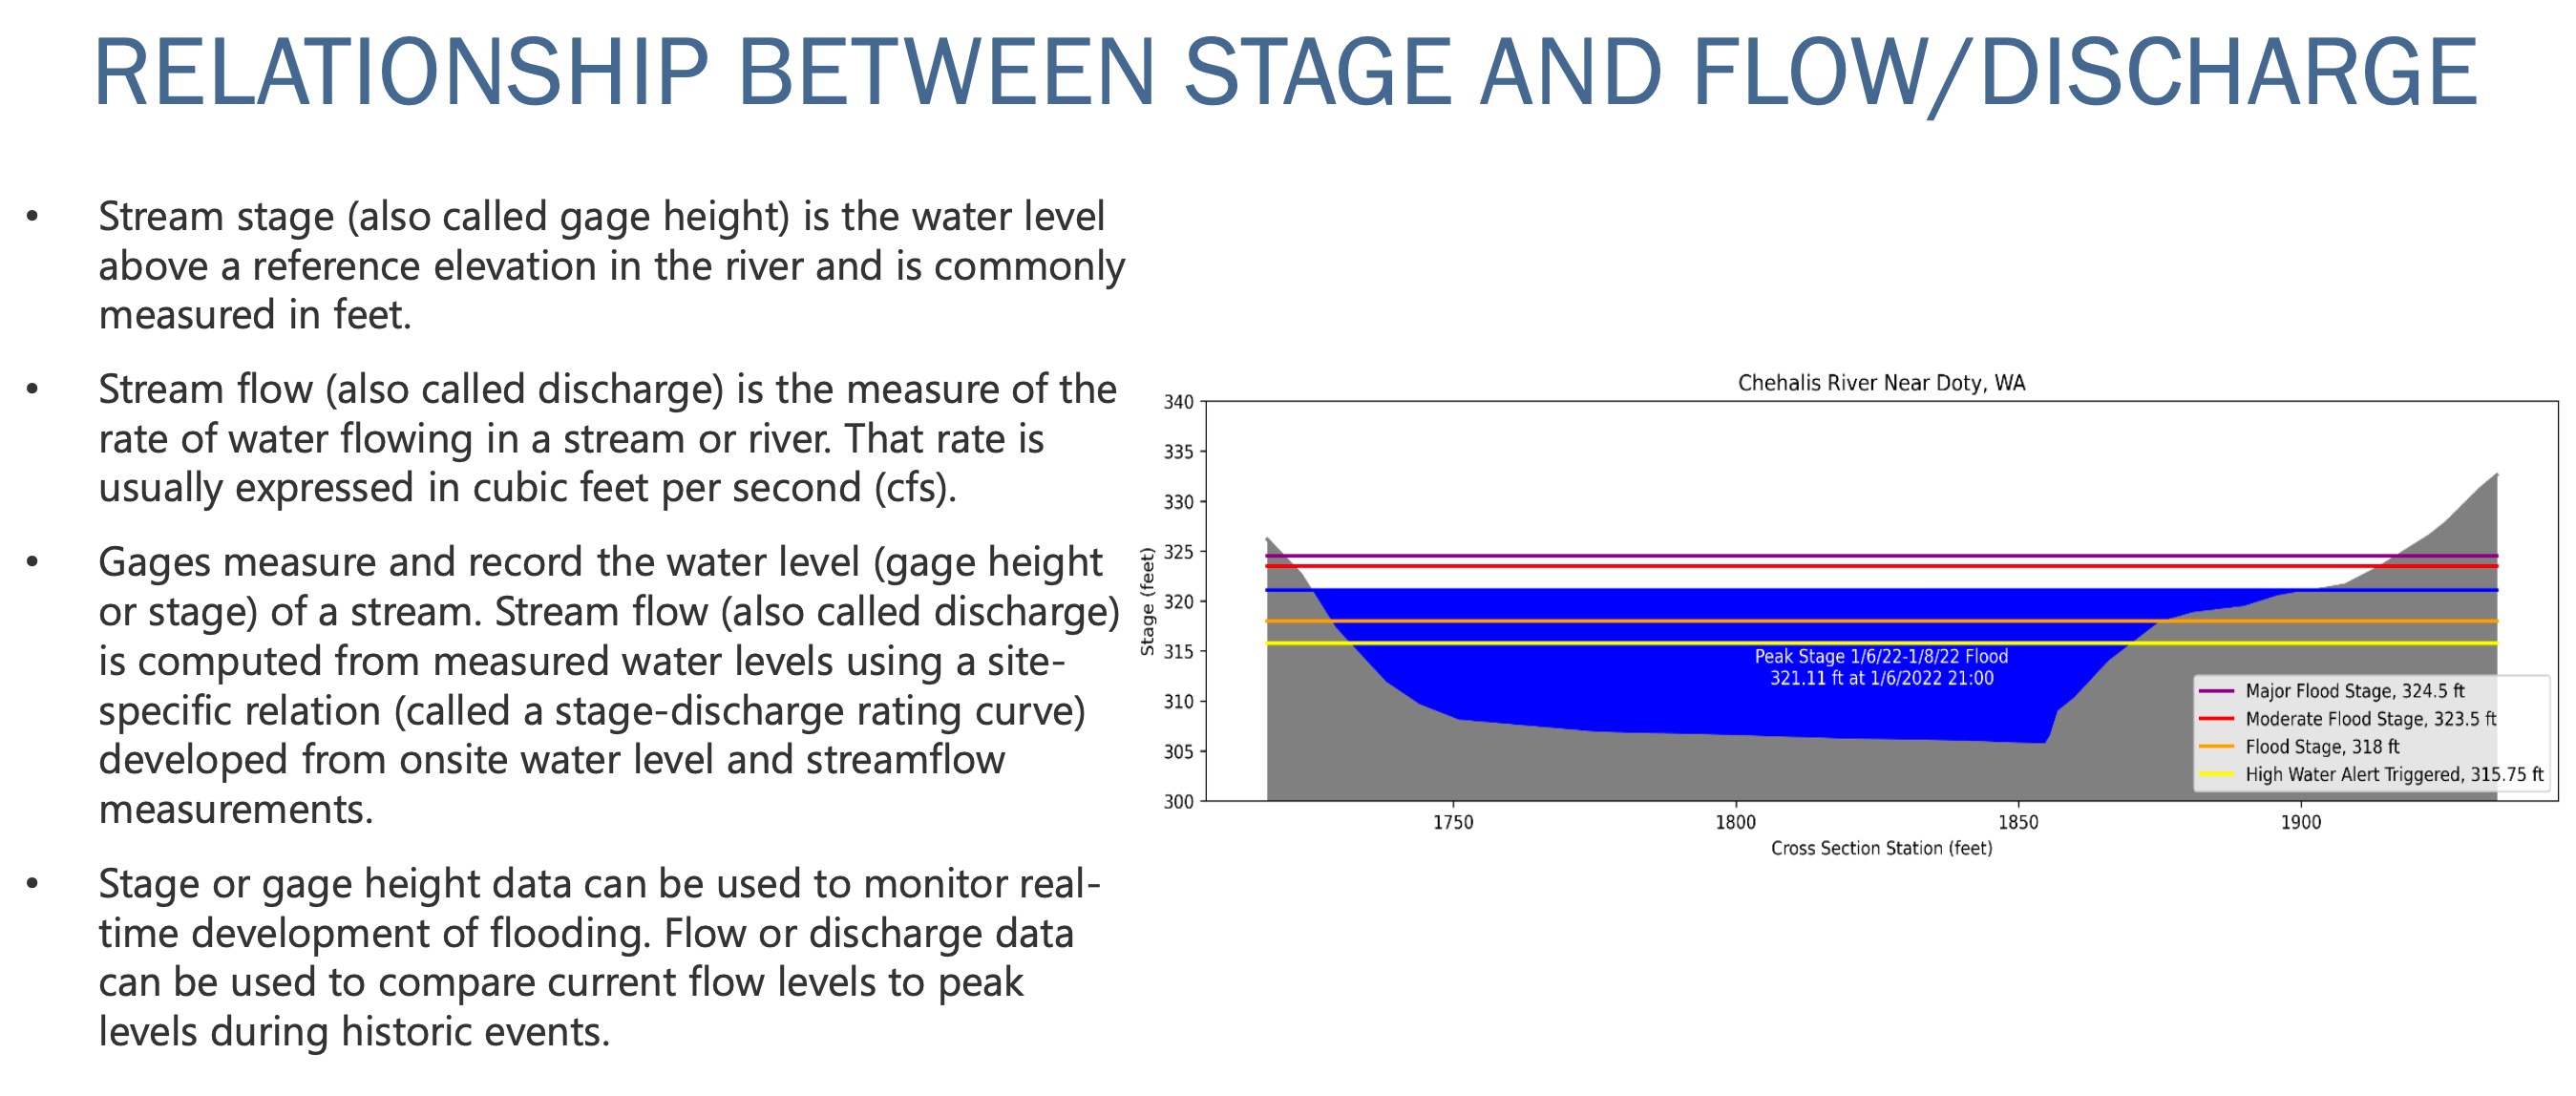 RELATIONSHIP BETWEEN STAGE AND FLOW/DISCHARGE
• Stream stage (also called gage height) is the water level
above a reference elevation in the river and is commonly
measured in feet.
• Stream flow (also called discharge) is the measure of the
rate of water flowing in a stream or river. That rate is
usually expressed in cubic feet per second (cfs).
• Gages measure and record the water level (gage height
or stage) of a stream. Stream flow (also called discharge)
is computed from measured water levels using a site-
specific relation (called a stage-discharge rating curve)
developed from onsite water level and streamflow
measurements.
• Stage or gage height data can be used to monitor real-
time development of flooding. Flow or discharge data
can be used to compare current flow levels to peak
levels during historic events.
Chehalis River Near Doty, WA
Stage (feet)
340
335
330
325
320
315
310
305
300
Peak Stage 1/6/22-1/8/22 Flood
321.11 ft at 1/6/2022 21:00
Major Flood Stage, 324.5 ft
Moderate Flood Stage, 323.5 ft
Flood Stage, 318 ft
High Water Alert Triggered, 315.75 ft
1750 1800 1850 1900
Cross Section Station (feet)